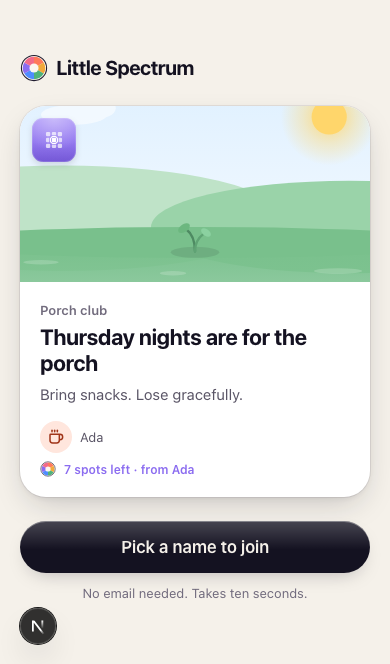 Little Spectrum
Porch club
Thursday nights are for the
porch
Bring snacks. Lose gracefully.
Ada
7 spots left · from Ada
Pick a name to join
No email needed. Takes ten seconds.
N